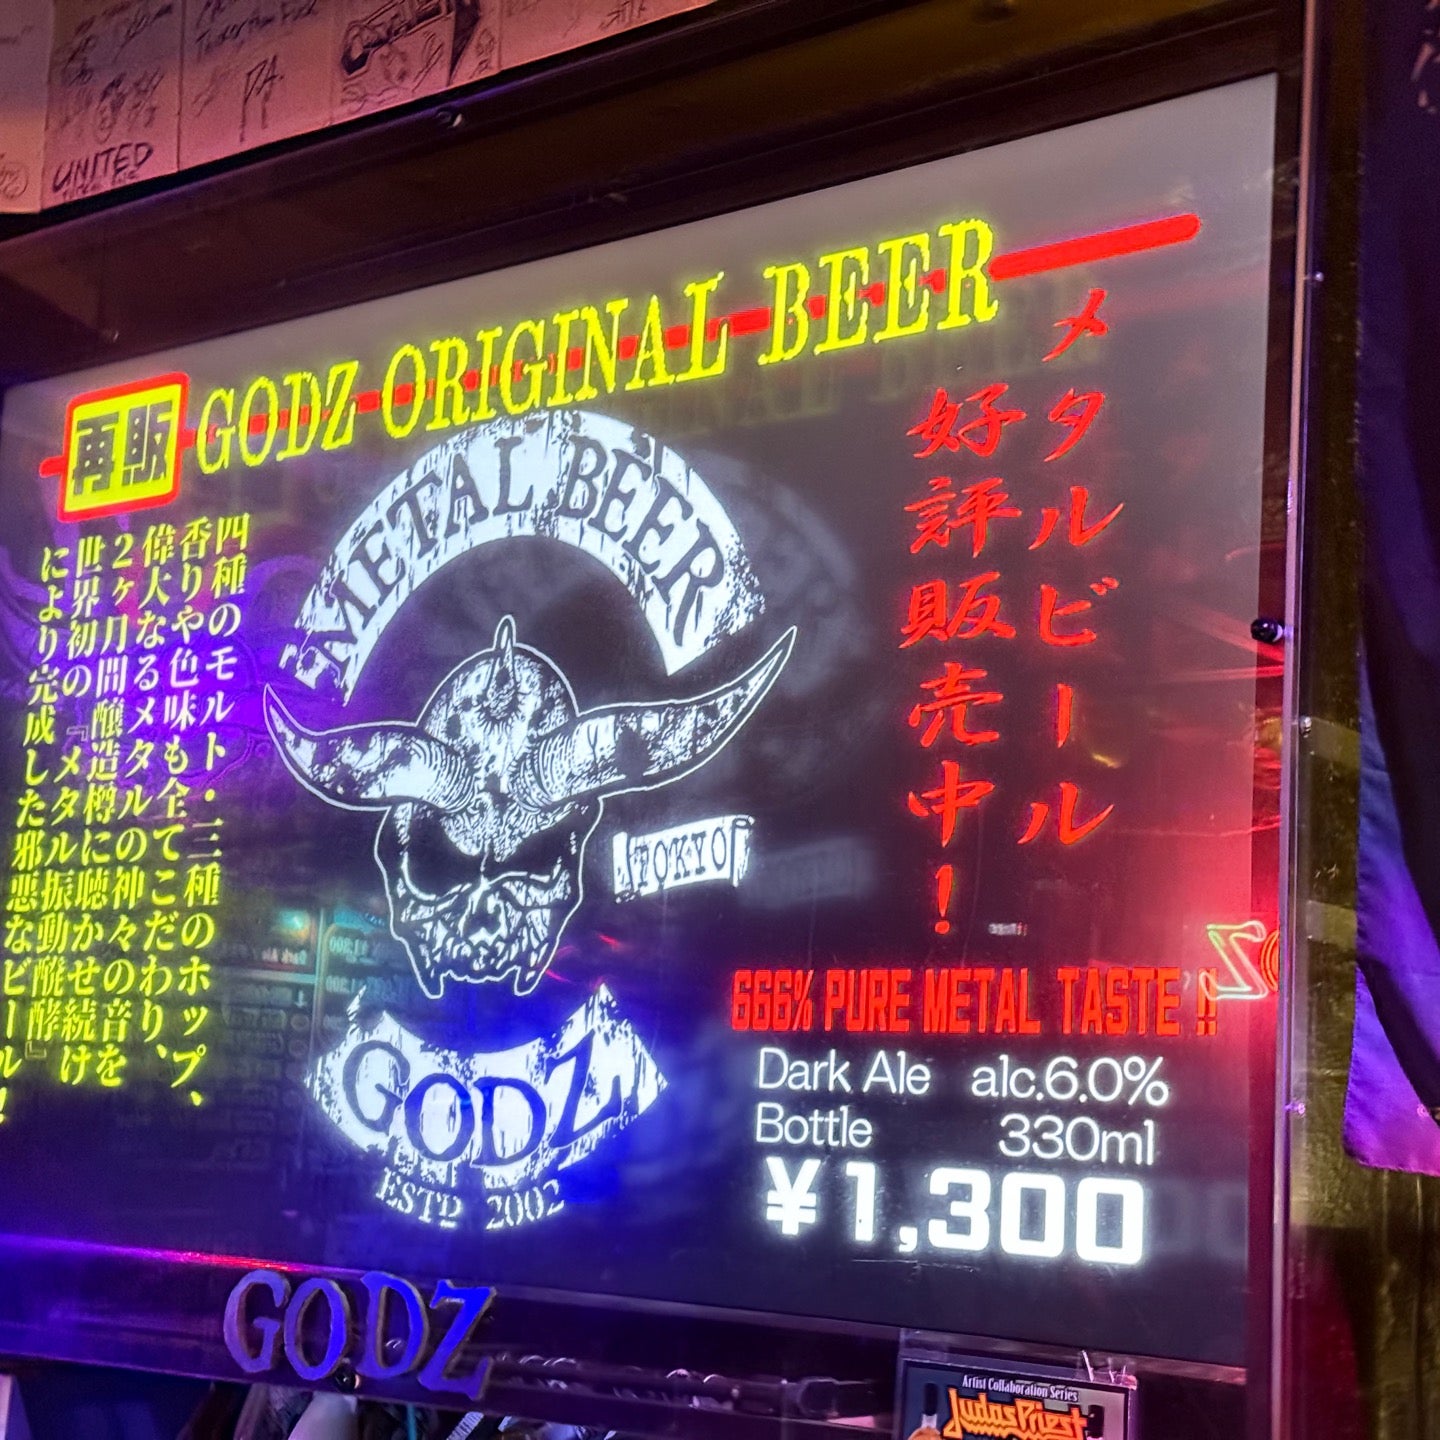 UNITED
再販
GODZ ORIGINAL BEER
メタルビール
好評販売中!
METAL BEER
TOKYO
GODZ
ESTD 2002
四種のモルト・三種のホップ、
香りや色味も全てこだわり、
偉大なるメタルの神々の音を
2ヶ月間醸造樽に聴かせ続け
世界初の『メタル振動醗酵』
により完成した邪悪なビール!
666% PURE METAL TASTE !!
Dark Ale alc.6.0%
Bottle 330ml
¥1,300
GODZ
Artist Collaboration Series
Judas Priest